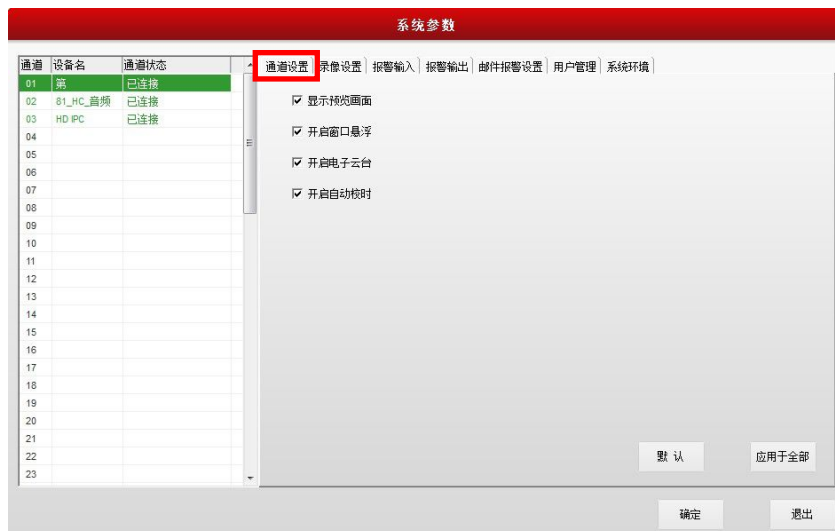 系统参数
通道 设备名 通道状态
通道设置 录像设置 报警输入 报警输出 邮件报警设置 用户管理 系统环境
01 第 已连接
02 81_HC_音频 已连接
03 HD IPC 已连接
04
05
06
07
08
09
10
11
12
13
14
15
16
17
18
19
20
21
22
23
显示预览画面
开启窗口悬浮
开启电子云台
开启自动校时
默认 应用于全部
确定 退出